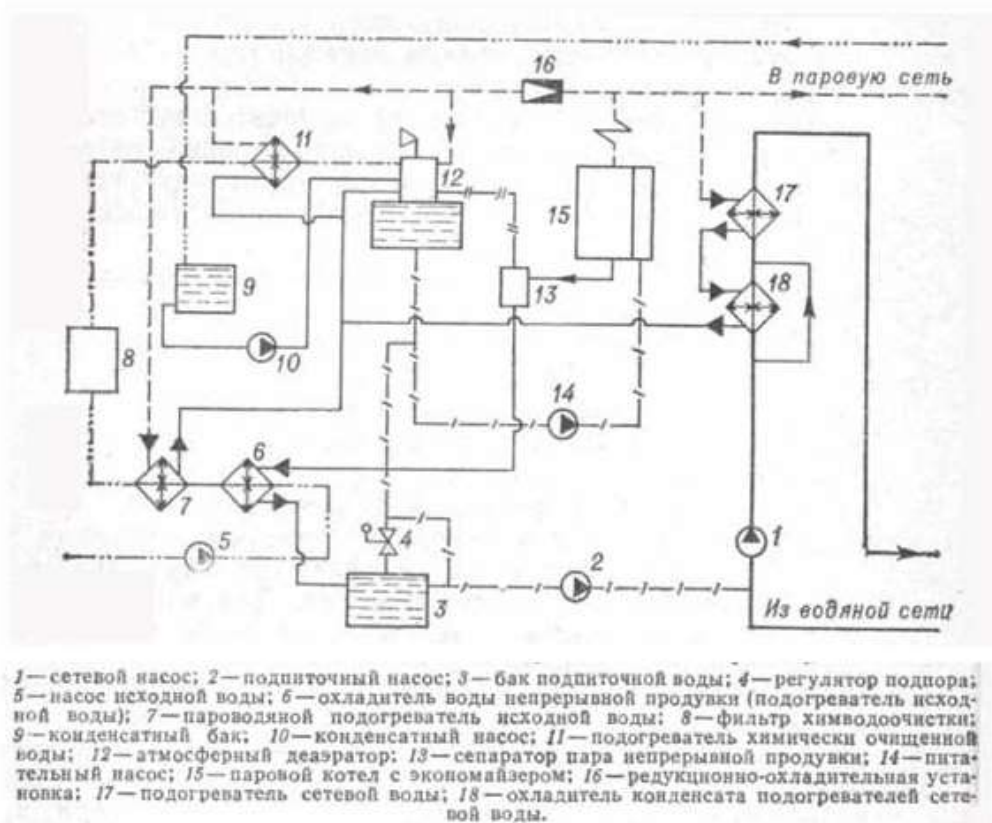 16
В паровую сеть
11
12
17
15
9
13
18
8
10
14
6
7
5
4
2
1
3
Из водяной сети
1—сетевой насос; 2—подпиточный насос; 3—бак подпиточной воды; 4—регулятор подпора;
5—насос исходной воды; 6—охладитель воды непрерывной продувки (подогреватель исход-
ной воды); 7—пароводяной подогреватель исходной воды; 8—фильтр химводоочистки;
9—конденсатный бак; 10—конденсатный насос; 11—подогреватель химически очищенной
воды; 12—атмосферный деаэратор; 13—сепаратор пара непрерывной продувки; 14—пита-
тельный насос; 15—паровой котел с экономайзером; 16—редукционно-охладительная уста-
новка; 17—подогреватель сетевой воды; 18—охладитель конденсата подогревателей сете-
вой воды.